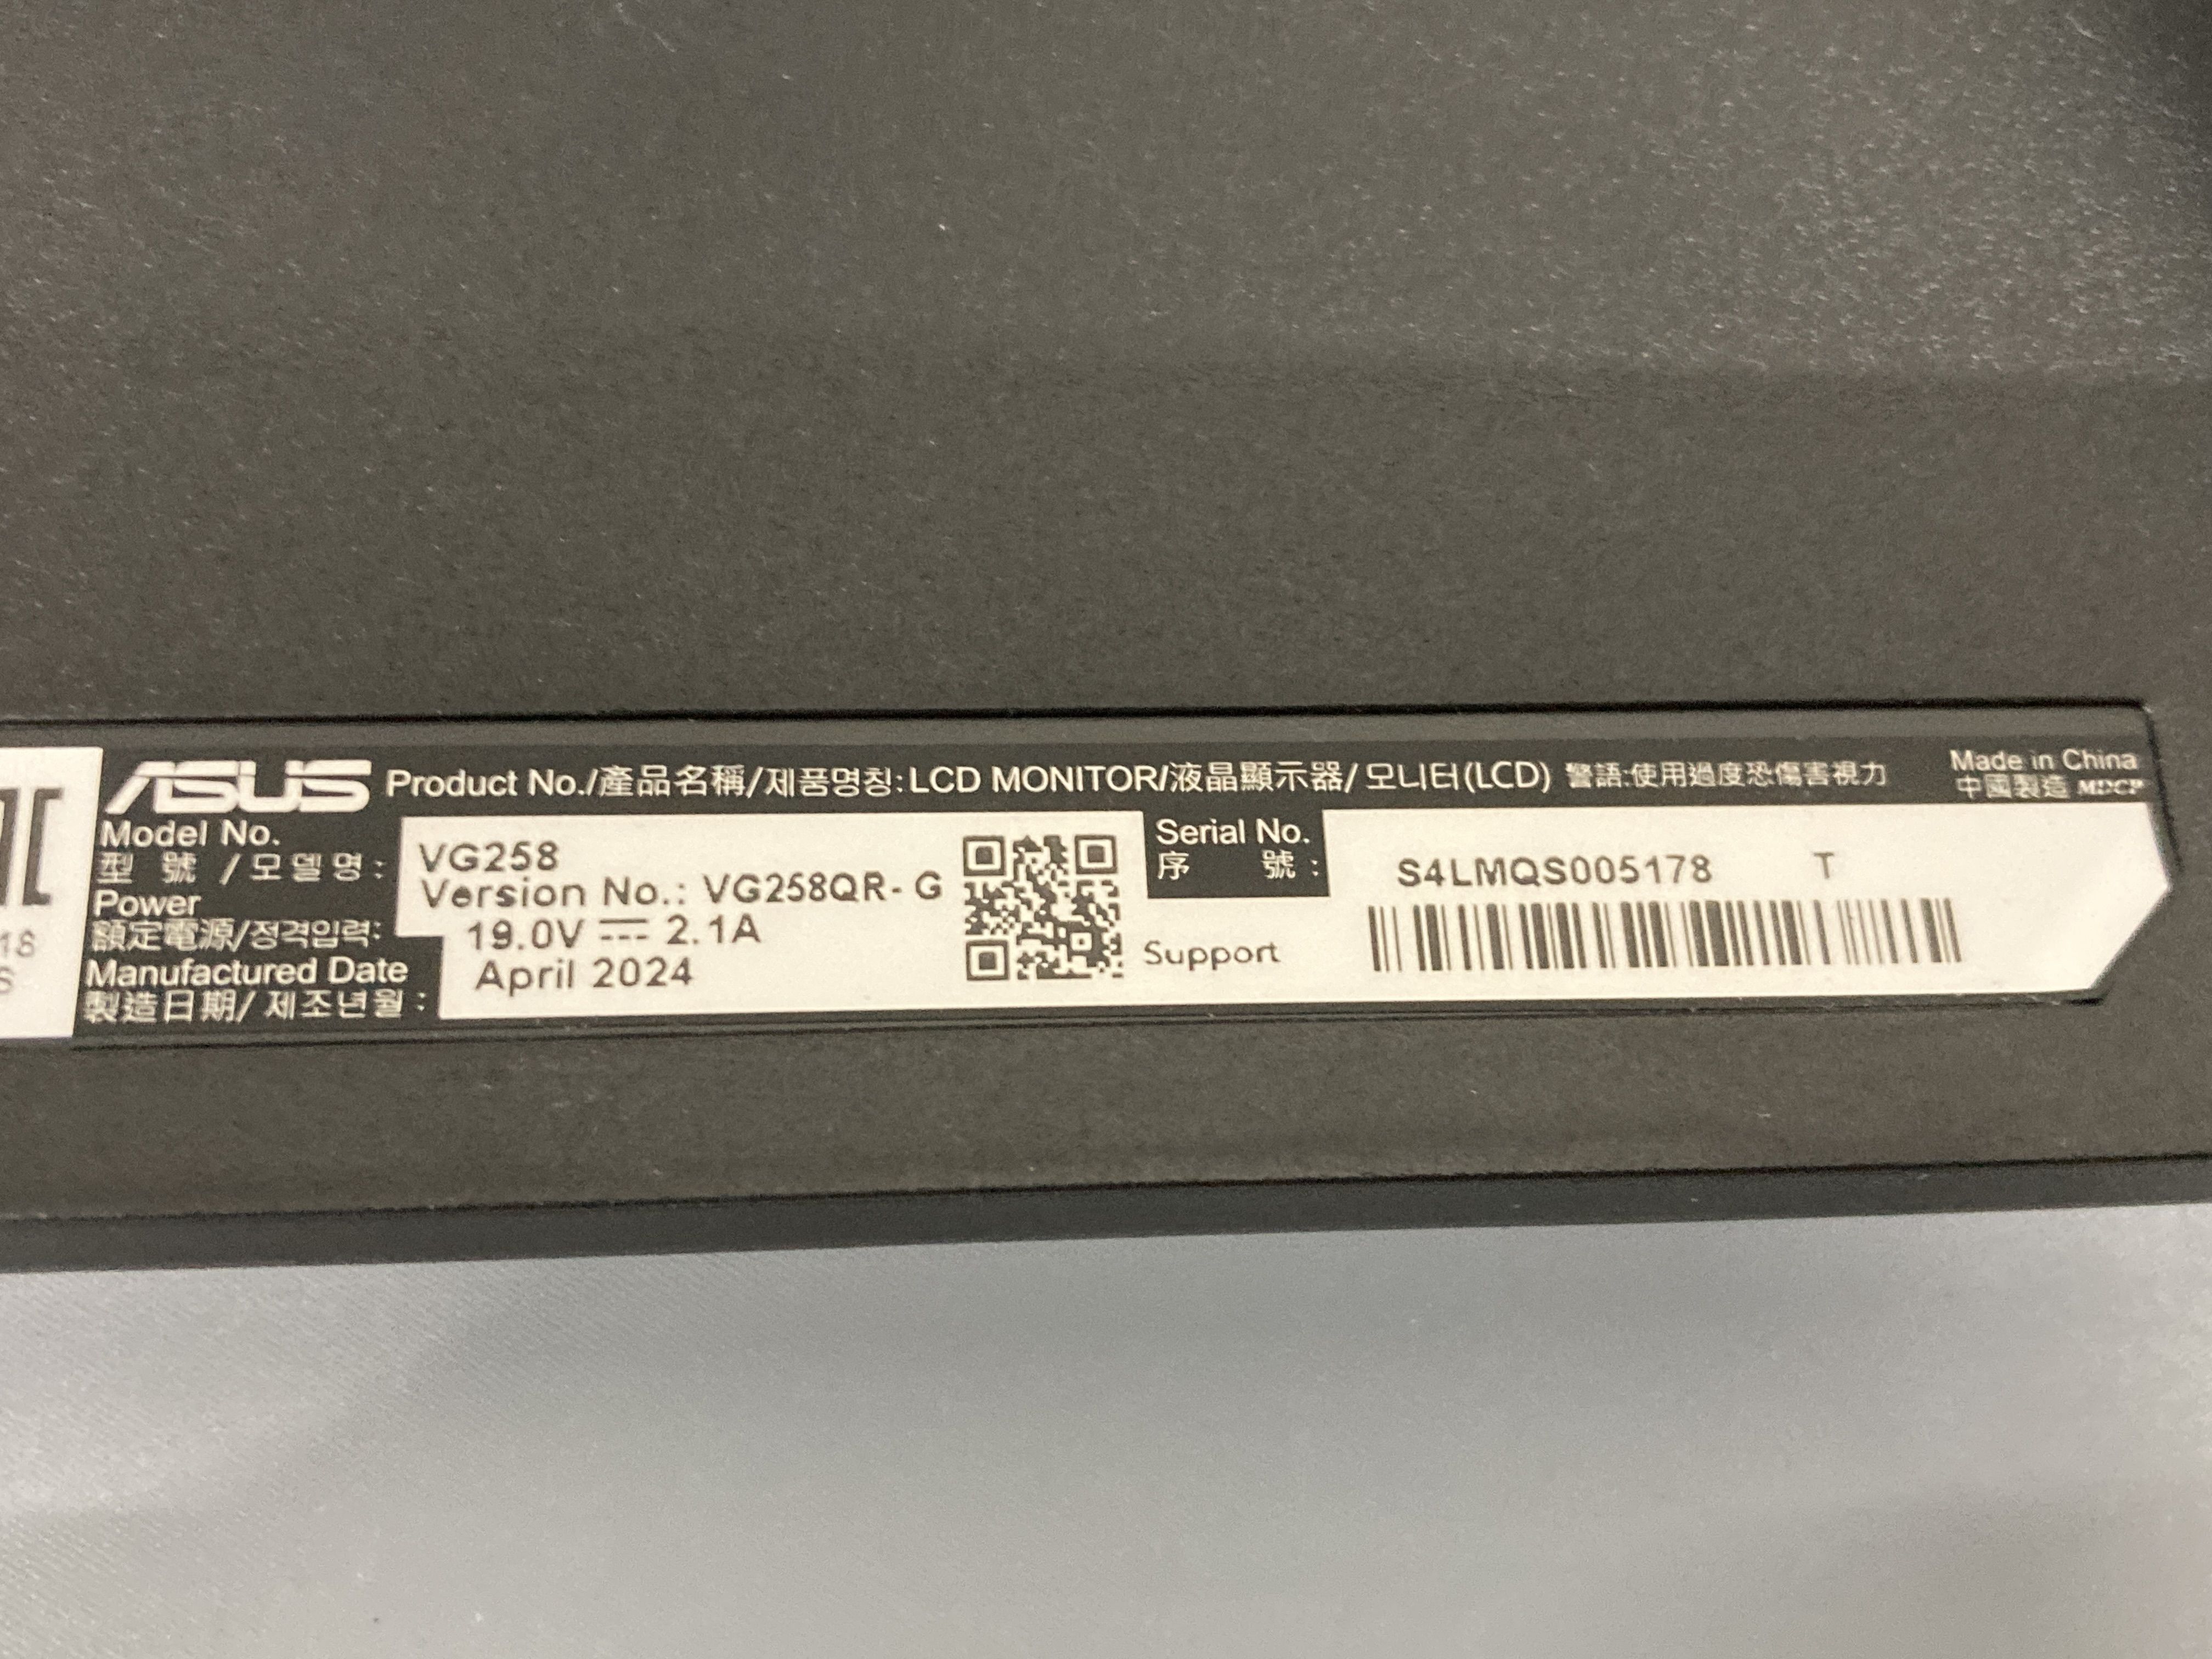 ASUS Product No./產品名稱/제품명칭:LCD MONITOR/液晶顯示器/모니터(LCD) 警語:使用過度恐傷害視力
Made in China
中國製造 MDCP
Model No.
型 號 /모델명:
VG258
Version No.: VG258QR-G
Power
額定電源/정격입력:
19.0V ⎓ 2.1A
Manufactured Date
製造日期/제조년월:
April 2024
Support
Serial No.
序 號:
S4LMQS005178 T